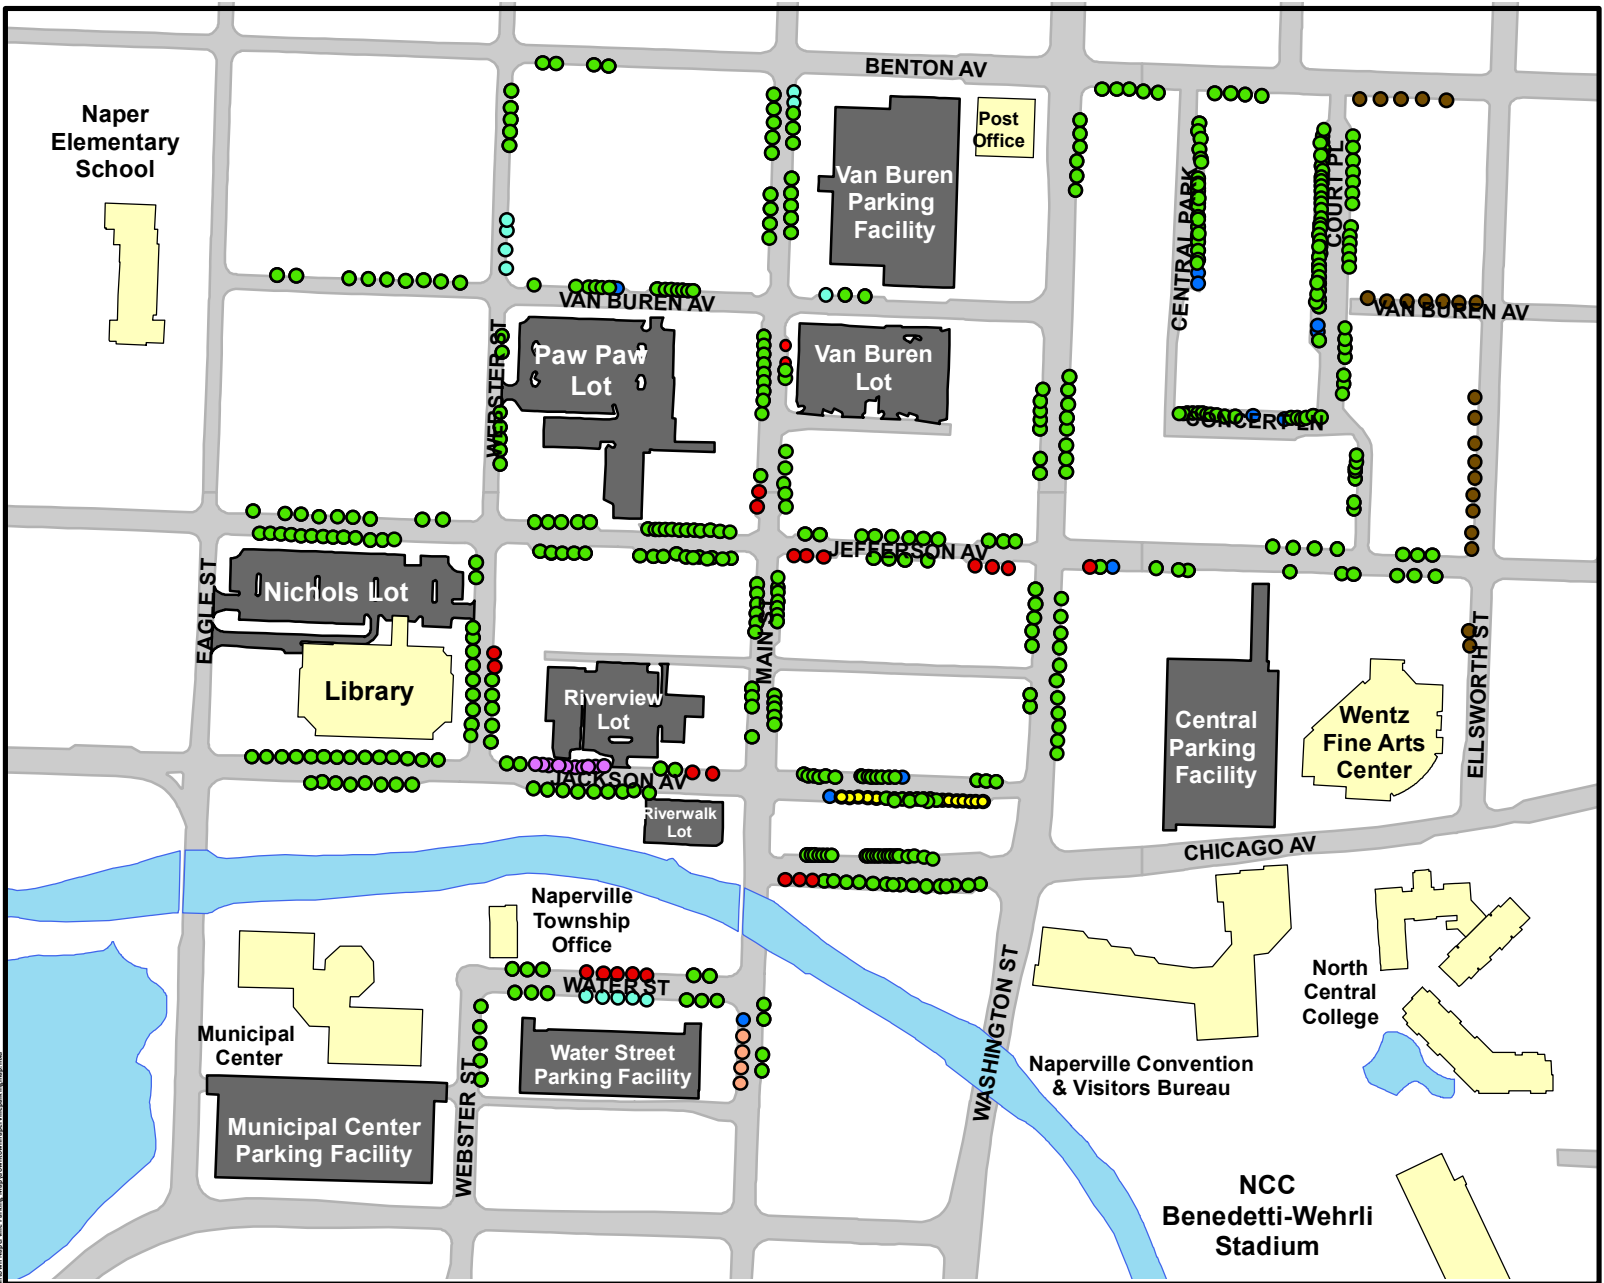 BENTON AV
Naper
Elementary
School
Post
Office
Van Buren
Parking
Facility
CENTRAL PARK
COURT PL
VAN BUREN AV
VAN BUREN AV
WEBSTER ST
Paw Paw
Lot
Van Buren
Lot
CONCERT LN
JEFFERSON AV
EAGLE ST
Nichols Lot
MAIN ST
Library
Riverview
Lot
Central
Parking
Facility
Wentz
Fine Arts
Center
ELLSWORTH ST
JACKSON AV
Riverwalk
Lot
CHICAGO AV
Naperville
Township
Office
WATER ST
WASHINGTON ST
North
Central
College
Municipal
Center
Water Street
Parking Facility
Naperville Convention
& Visitors Bureau
WEBSTER ST
Municipal Center
Parking Facility
NCC
Benedetti-Wehrli
Stadium